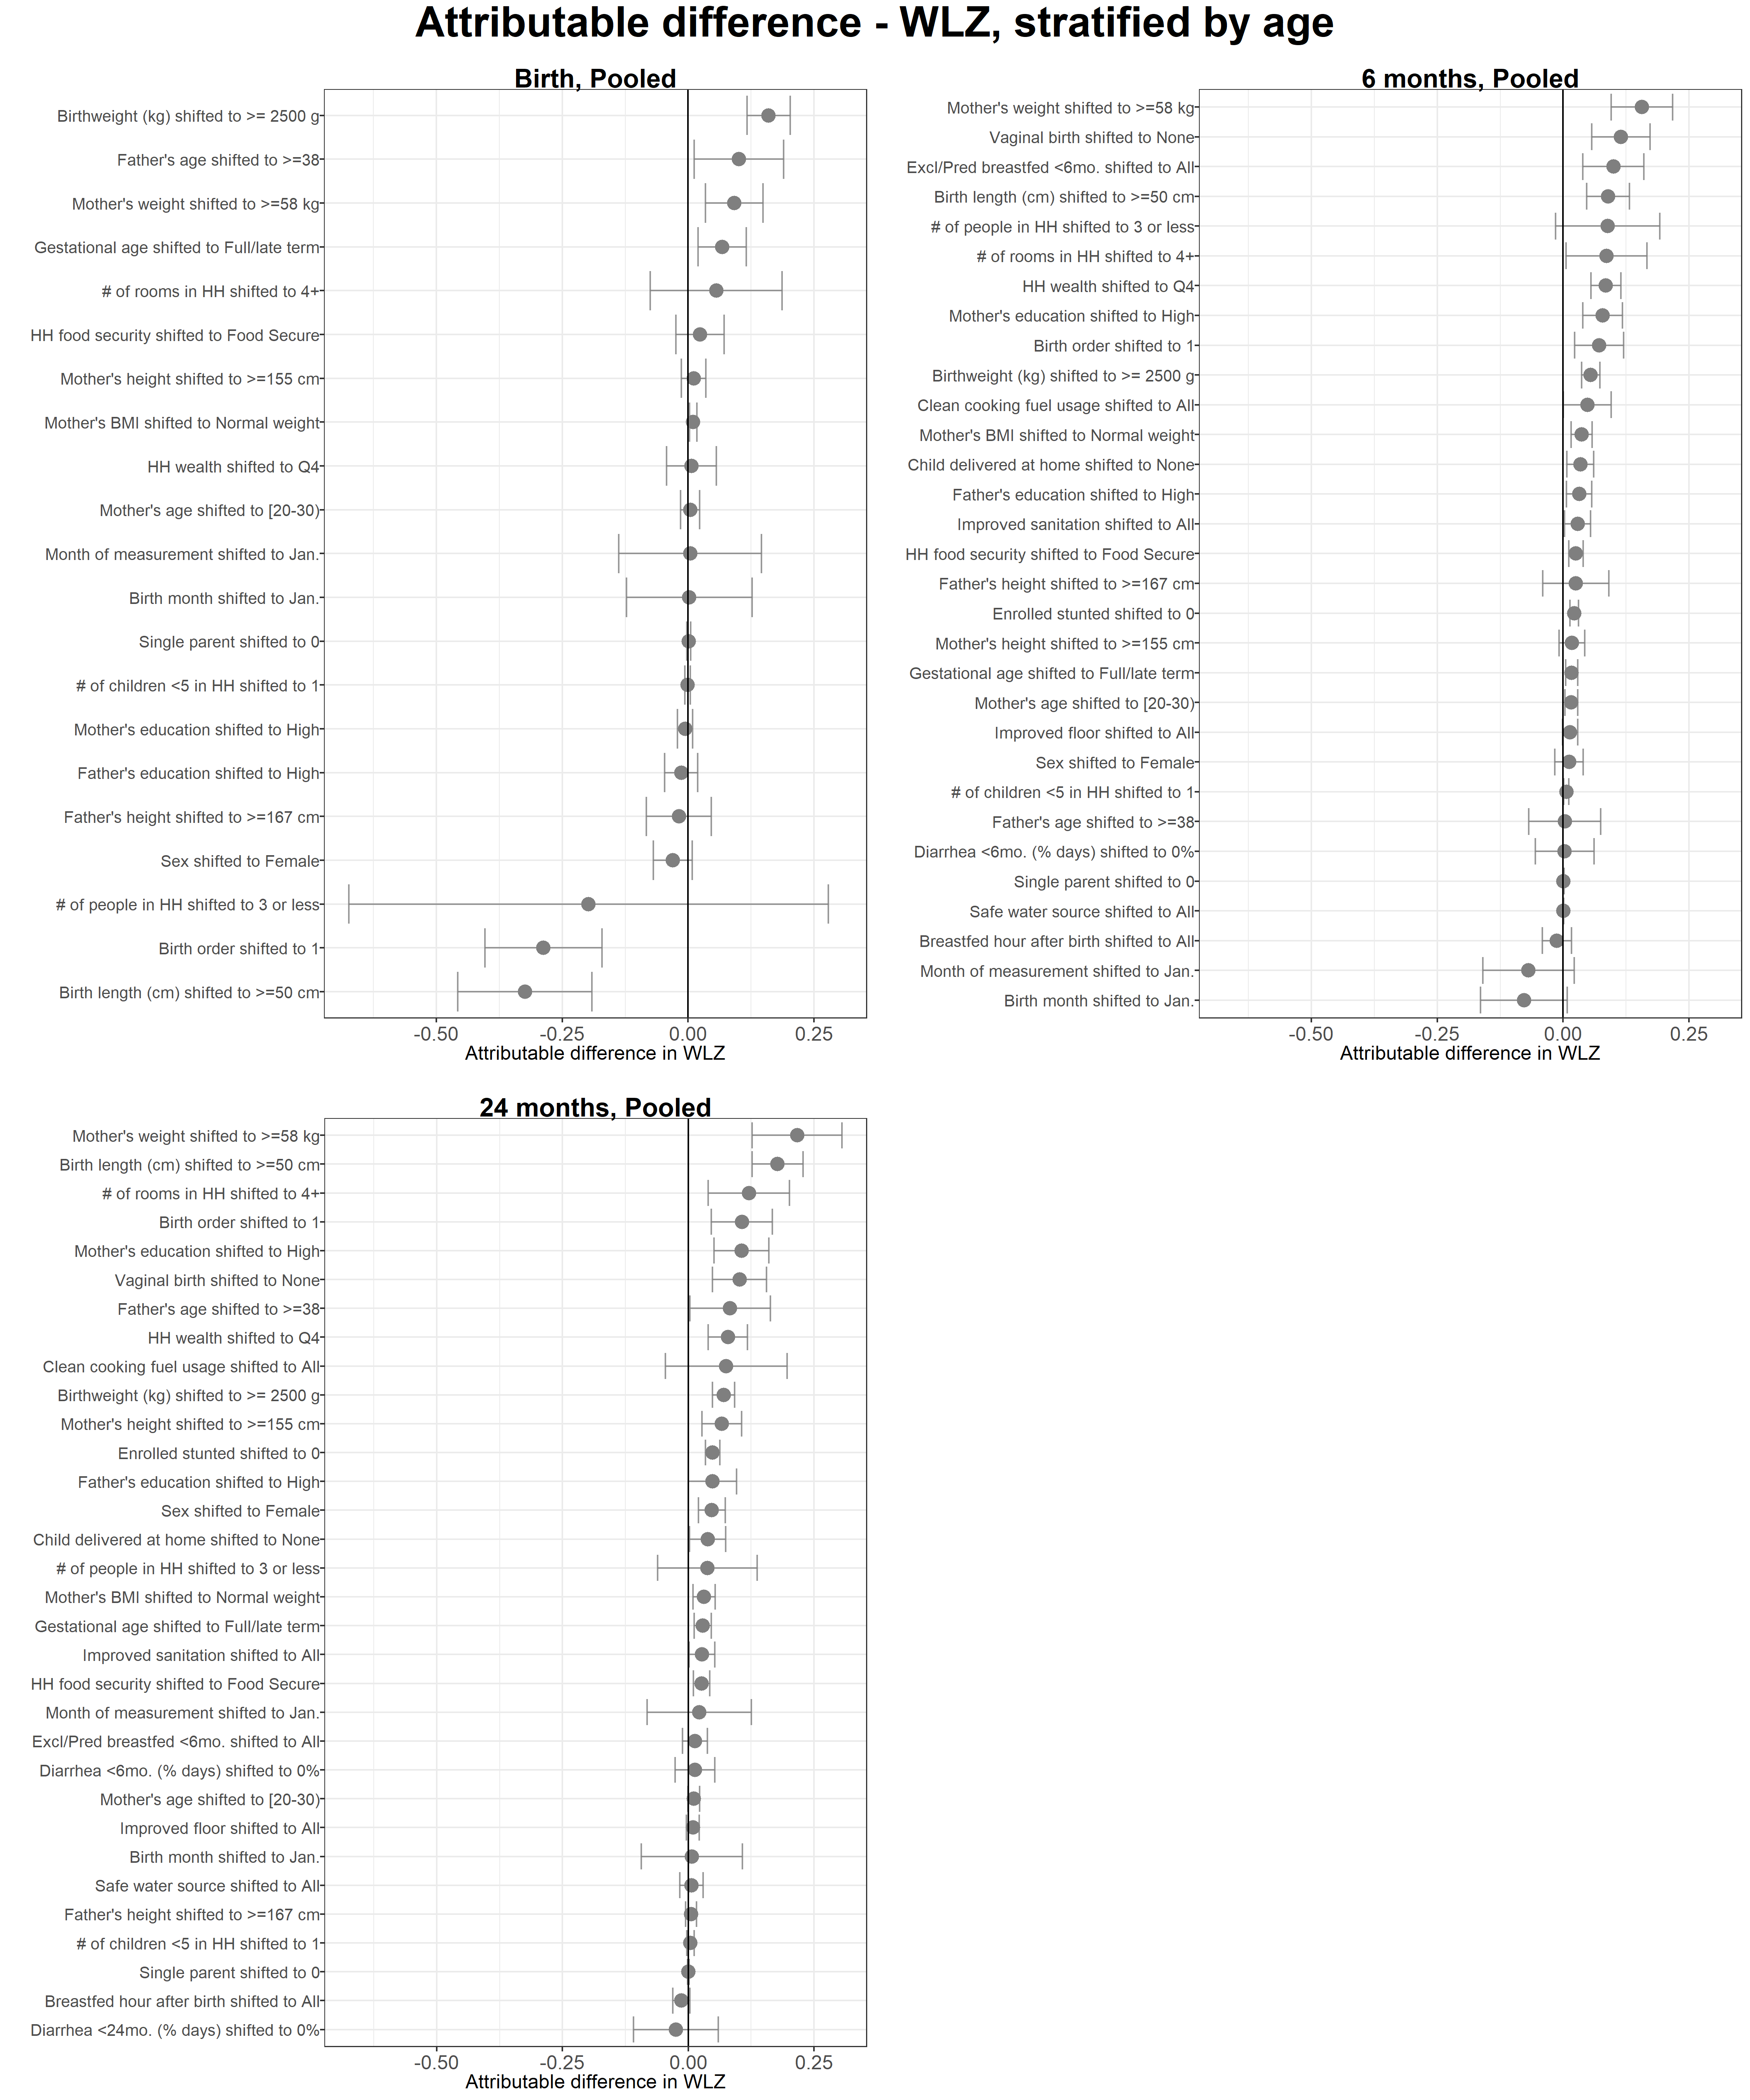 Attributable difference - WLZ, stratified by age
Birth, Pooled
Birthweight (kg) shifted to >= 2500 g
Father's age shifted to >=38
Mother's weight shifted to >=58 kg
Gestational age shifted to Full/late term
# of rooms in HH shifted to 4+
HH food security shifted to Food Secure
Mother's height shifted to >=155 cm
Mother's BMI shifted to Normal weight
HH wealth shifted to Q4
Mother's age shifted to [20-30)
Month of measurement shifted to Jan.
Birth month shifted to Jan.
Single parent shifted to 0
# of children <5 in HH shifted to 1
Mother's education shifted to High
Father's education shifted to High
Father's height shifted to >=167 cm
Sex shifted to Female
# of people in HH shifted to 3 or less
Birth order shifted to 1
Birth length (cm) shifted to >=50 cm
-0.50 -0.25 0.00 0.25
Attributable difference in WLZ
6 months, Pooled
Mother's weight shifted to >=58 kg
Vaginal birth shifted to None
Excl/Pred breastfed <6mo. shifted to All
Birth length (cm) shifted to >=50 cm
# of people in HH shifted to 3 or less
# of rooms in HH shifted to 4+
HH wealth shifted to Q4
Mother's education shifted to High
Birth order shifted to 1
Birthweight (kg) shifted to >= 2500 g
Clean cooking fuel usage shifted to All
Mother's BMI shifted to Normal weight
Child delivered at home shifted to None
Father's education shifted to High
Improved sanitation shifted to All
HH food security shifted to Food Secure
Father's height shifted to >=167 cm
Enrolled stunted shifted to 0
Mother's height shifted to >=155 cm
Gestational age shifted to Full/late term
Mother's age shifted to [20-30)
Improved floor shifted to All
Sex shifted to Female
# of children <5 in HH shifted to 1
Father's age shifted to >=38
Diarrhea <6mo. (% days) shifted to 0%
Single parent shifted to 0
Safe water source shifted to All
Breastfed hour after birth shifted to All
Month of measurement shifted to Jan.
Birth month shifted to Jan.
-0.50 -0.25 0.00 0.25
Attributable difference in WLZ
24 months, Pooled
Mother's weight shifted to >=58 kg
Birth length (cm) shifted to >=50 cm
# of rooms in HH shifted to 4+
Birth order shifted to 1
Mother's education shifted to High
Vaginal birth shifted to None
Father's age shifted to >=38
HH wealth shifted to Q4
Clean cooking fuel usage shifted to All
Birthweight (kg) shifted to >= 2500 g
Mother's height shifted to >=155 cm
Enrolled stunted shifted to 0
Father's education shifted to High
Sex shifted to Female
Child delivered at home shifted to None
# of people in HH shifted to 3 or less
Mother's BMI shifted to Normal weight
Gestational age shifted to Full/late term
Improved sanitation shifted to All
HH food security shifted to Food Secure
Month of measurement shifted to Jan.
Excl/Pred breastfed <6mo. shifted to All
Diarrhea <6mo. (% days) shifted to 0%
Mother's age shifted to [20-30)
Improved floor shifted to All
Birth month shifted to Jan.
Safe water source shifted to All
Father's height shifted to >=167 cm
# of children <5 in HH shifted to 1
Single parent shifted to 0
Breastfed hour after birth shifted to All
Diarrhea <24mo. (% days) shifted to 0%
-0.50 -0.25 0.00 0.25
Attributable difference in WLZ